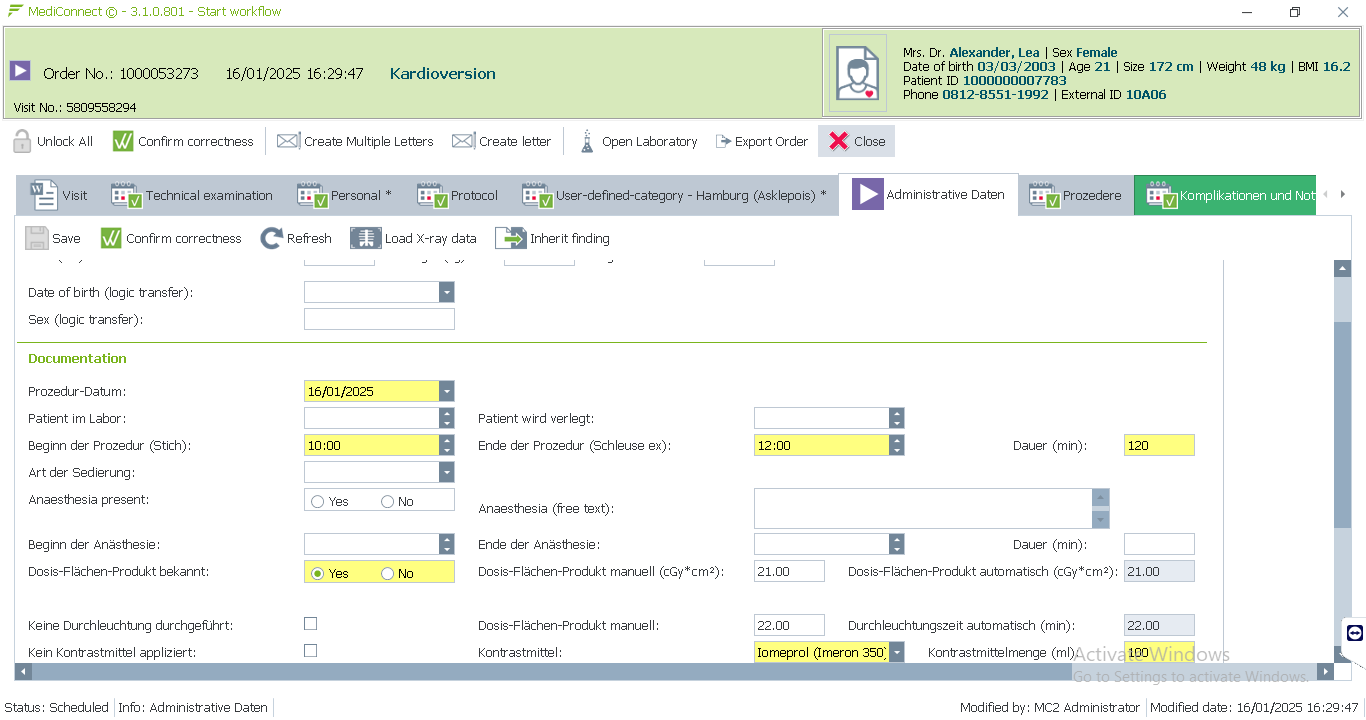 MediConnect © - 3.1.0.801 - Start workflow
Order No.: 1000053273 16/01/2025 16:29:47 Kardioversion
Visit No.: 5809558294
Mrs. Dr. Alexander, Lea | Sex Female
Date of birth 03/03/2003 | Age 21 | Size 172 cm | Weight 48 kg | BMI 16.2
Patient ID 1000000007783
Phone 0812-8551-1992 | External ID 10A06
Unlock All Confirm correctness Create Multiple Letters Create letter Open Laboratory Export Order Close
Visit Technical examination Personal * Protocol User-defined-category - Hamburg (Asklepois) * Administrative Daten Prozedere Komplikationen und Not
Save Confirm correctness Refresh Load X-ray data Inherit finding
Date of birth (logic transfer):
Sex (logic transfer):
Documentation
Prozedur-Datum: 16/01/2025
Patient im Labor: Patient wird verlegt:
Beginn der Prozedur (Stich): 10:00 Ende der Prozedur (Schleuse ex): 12:00 Dauer (min): 120
Art der Sedierung:
Anaesthesia present: Yes No
Anaesthesia (free text):
Beginn der Anästhesie: Ende der Anästhesie: Dauer (min):
Dosis-Flächen-Produkt bekannt: Yes No Dosis-Flächen-Produkt manuell (cGy*cm²): 21.00 Dosis-Flächen-Produkt automatisch (cGy*cm²): 21.00
Keine Durchleuchtung durchgeführt: Dosis-Flächen-Produkt manuell: 22.00 Durchleuchtungszeit automatisch (min): 22.00
Kein Kontrastmittel appliziert: Kontrastmittel: Iomeprol (Imeron 350) Kontrastmittelmenge (ml): 100
Activate Windows
Go to Settings to activate Windows.
Status: Scheduled Info: Administrative Daten Modified by: MC2 Administrator Modified date: 16/01/2025 16:29:47